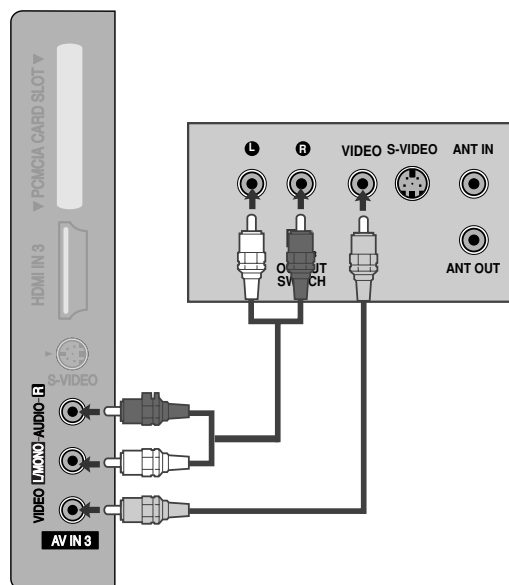 ▼ PCMCIA CARD SLOT ▼
HDMI IN 3
S-VIDEO
VIDEO L/MONO-AUDIO-R
AV IN 3
L R VIDEO S-VIDEO ANT IN
SWITCH
ANT OUT